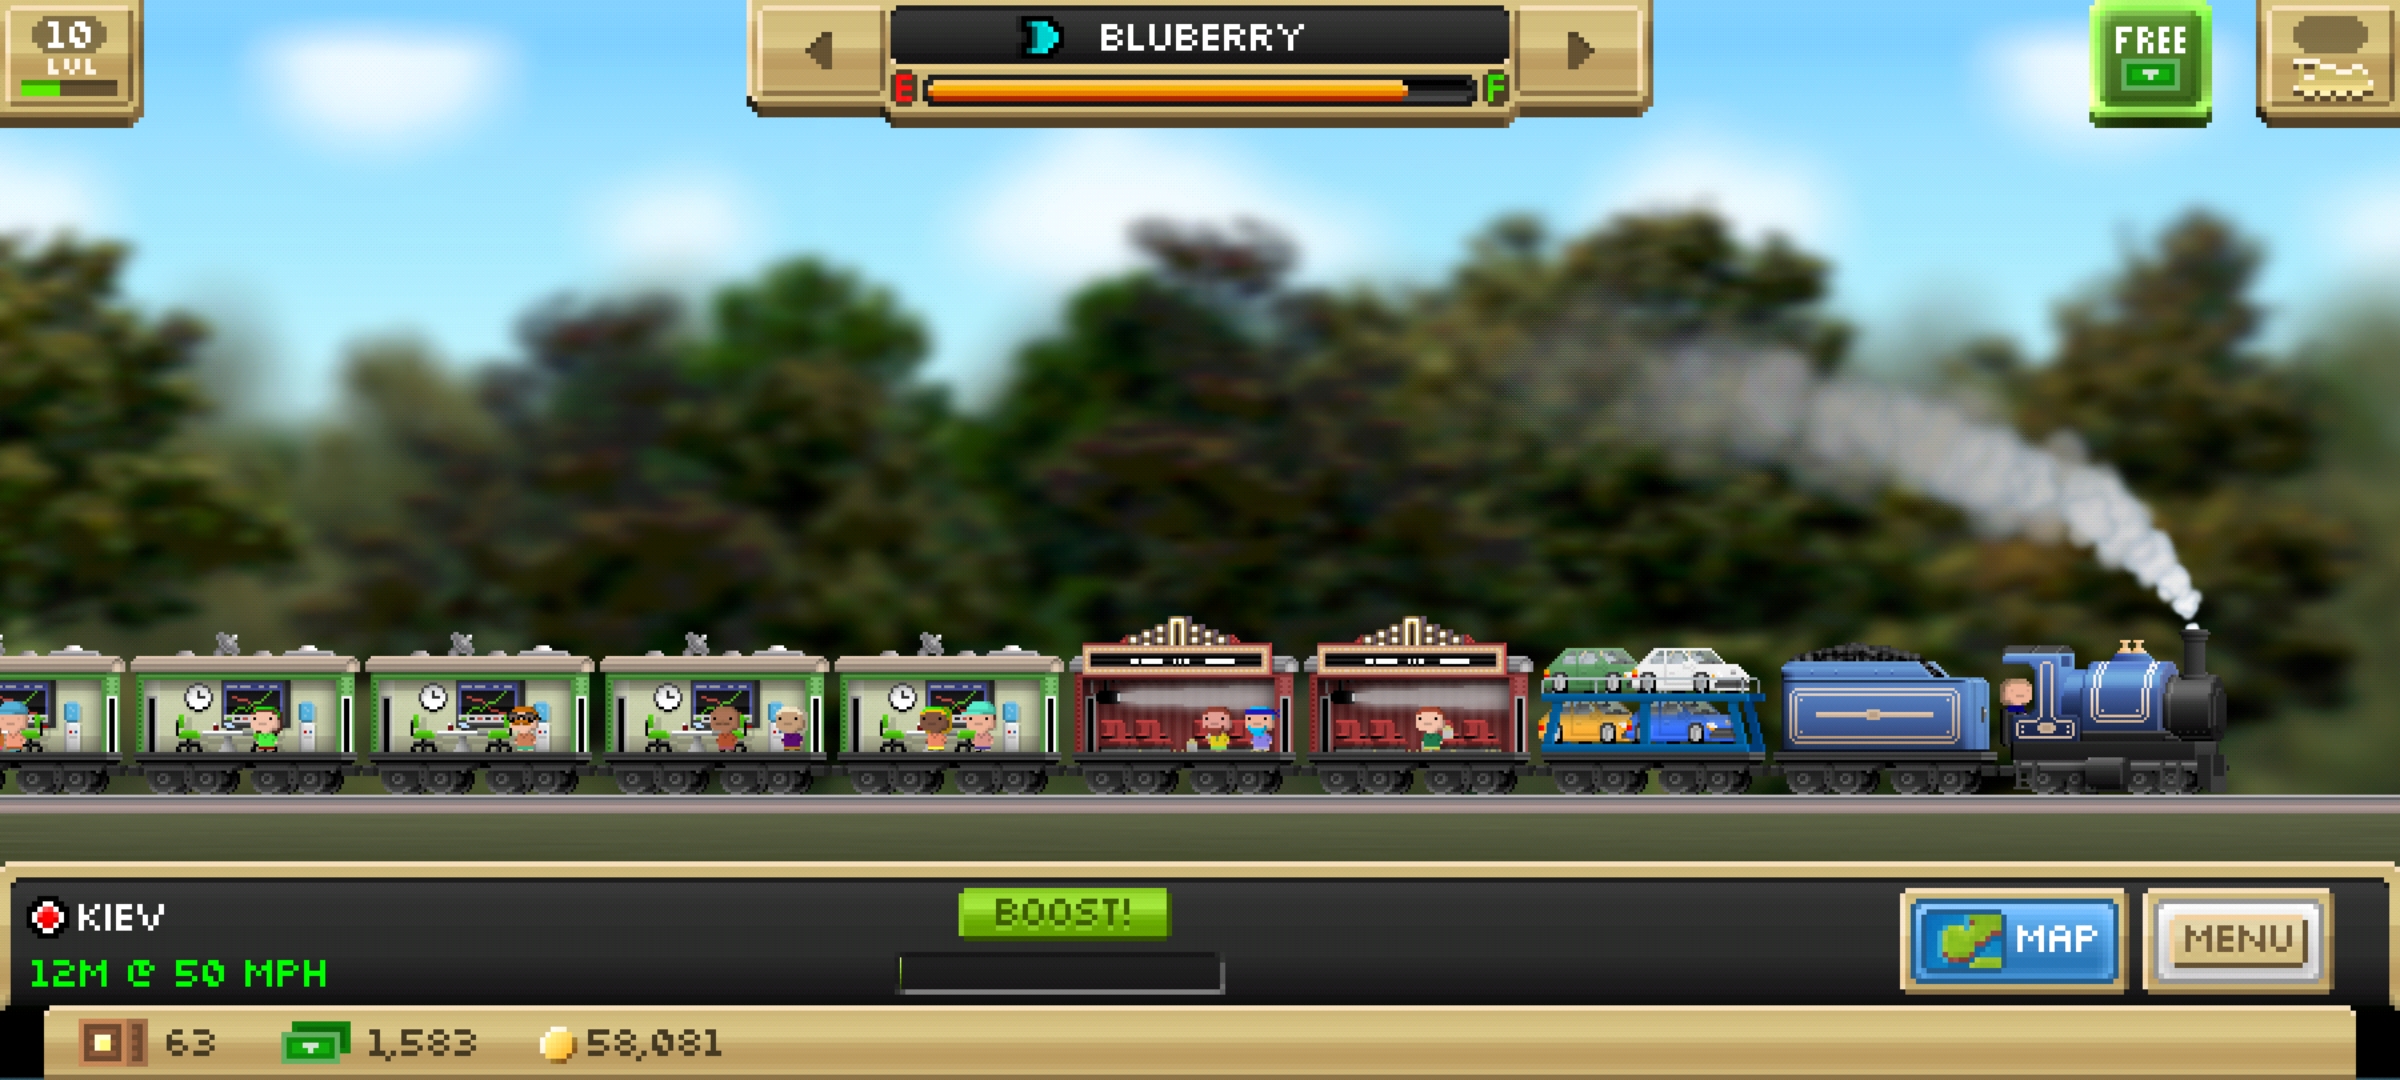 10
LVL
BLUBERRY
E F
FREE
KIEV
12M @ 50 MPH
BOOST!
MAP
MENU
63 1,583 58,081